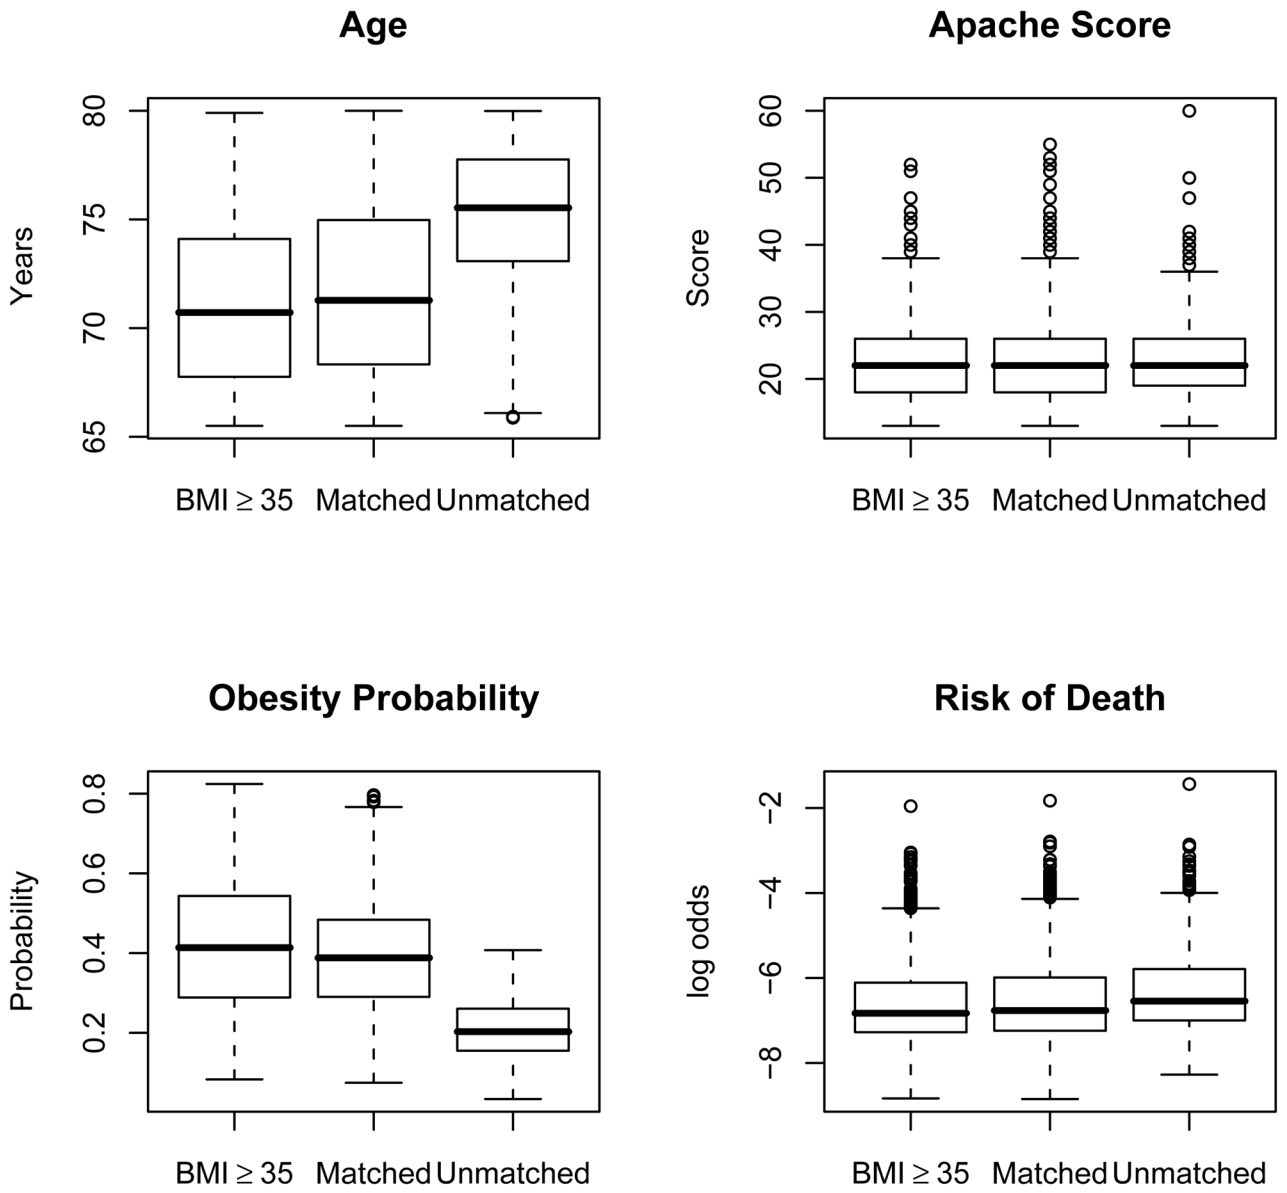 Age
Years
80
75
70
65
BMI ≥ 35 Matched Unmatched
Apache Score
Score
60
50
40
30
20
BMI ≥ 35 Matched Unmatched
Obesity Probability
Probability
0.8
0.6
0.4
0.2
BMI ≥ 35 Matched Unmatched
Risk of Death
log odds
−2
−4
−6
−8
BMI ≥ 35 Matched Unmatched